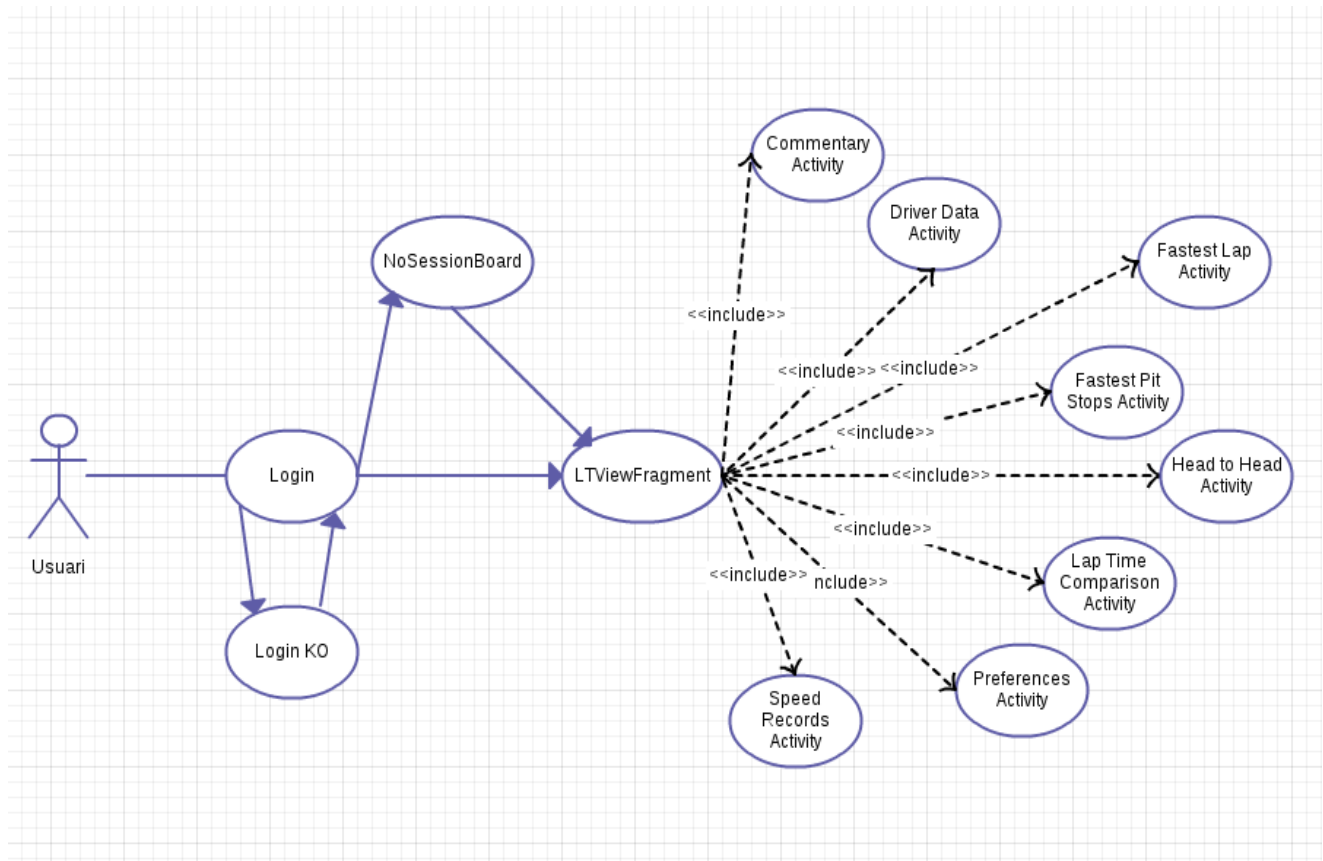 Commentary
Activity
Driver Data
Activity
NoSessionBoard
Fastest Lap
Activity
<<include>>
<<include>>
<<include>>
Fastest Pit
Stops Activity
<<include>>
Login
LTViewFragment
<<include>>
Head to Head
Activity
Usuari
<<include>>
Lap Time
Comparison
Activity
<<include>>
nclude>>
Login KO
Preferences
Activity
Speed
Records
Activity